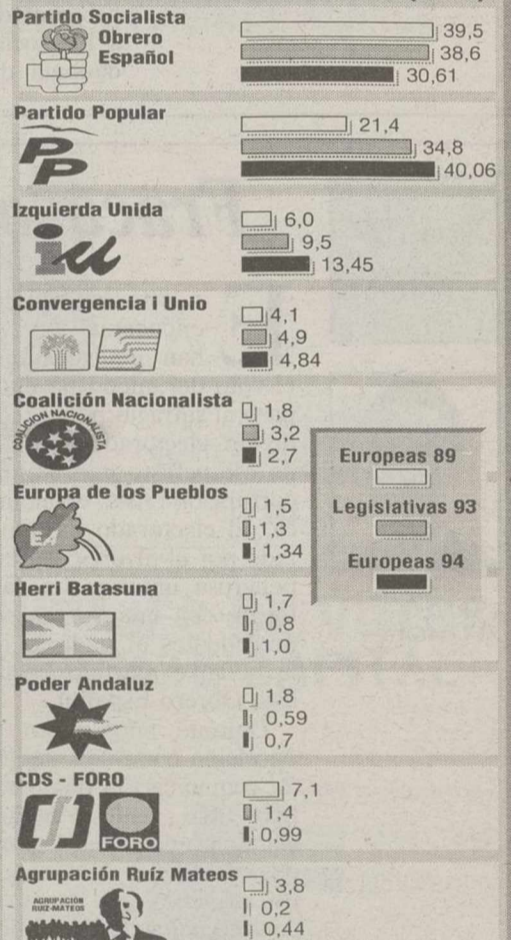 Partido Socialista
Obrero
Español
39,5
38,6
30,61
Partido Popular
PP
21,4
34,8
40,06
Izquierda Unida
iu
6,0
9,5
13,45
Convergencia i Unio
4,1
4,9
4,84
Coalición Nacionalista
COALICION NACIONALISTA
1,8
3,2
2,7
Europeas 89
Legislativas 93
Europeas 94
Europa de los Pueblos
EA
1,5
1,3
1,34
Herri Batasuna
1,7
0,8
1,0
Poder Andaluz
1,8
0,59
0,7
CDS - FORO
FORO
7,1
1,4
0,99
Agrupación Ruíz Mateos
AGRUPACIÓN
RUIZ-MATEOS
3,8
0,2
0,44